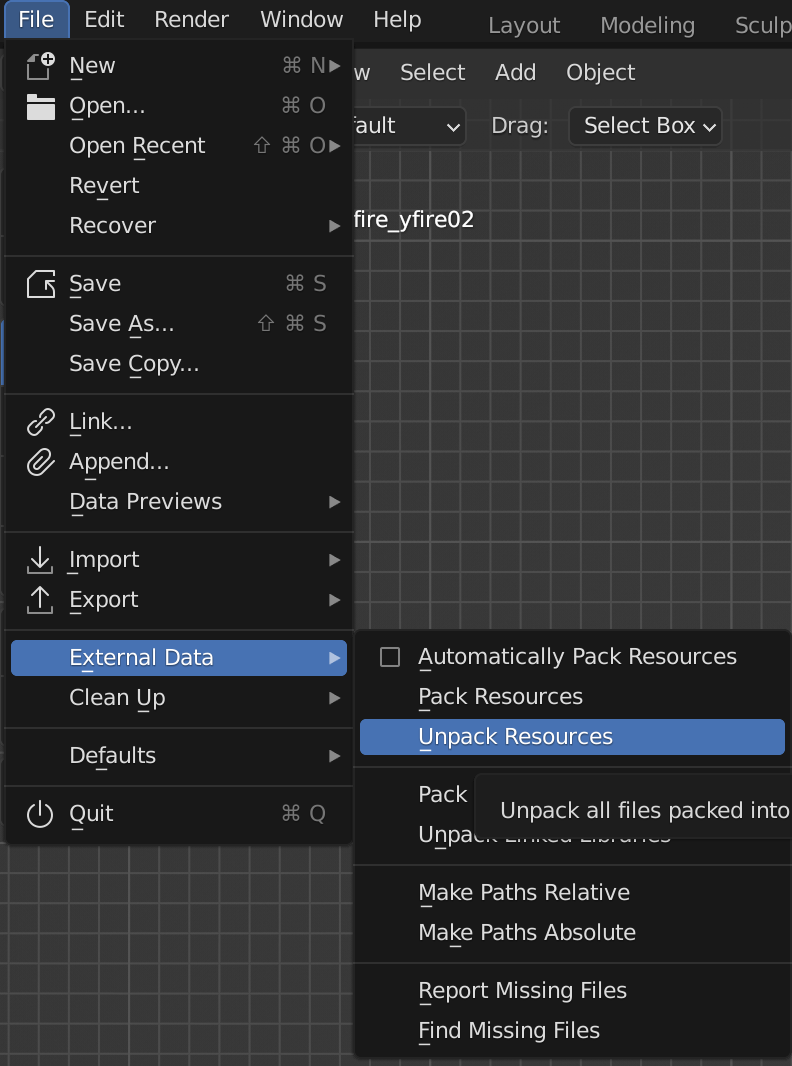 File Edit Render Window Help Layout Modeling Sculp
w Select Add Object
fault Drag: Select Box
fire_yfire02
New ⌘ N
Open... ⌘ O
Open Recent ⇧ ⌘ O
Revert
Recover
Save ⌘ S
Save As... ⇧ ⌘ S
Save Copy...
Link...
Append...
Data Previews
Import
Export
External Data
Clean Up
Defaults
Quit ⌘ Q
Automatically Pack Resources
Pack Resources
Unpack Resources
Pack
Unpack all files packed into
Unpack Linked Libraries
Make Paths Relative
Make Paths Absolute
Report Missing Files
Find Missing Files